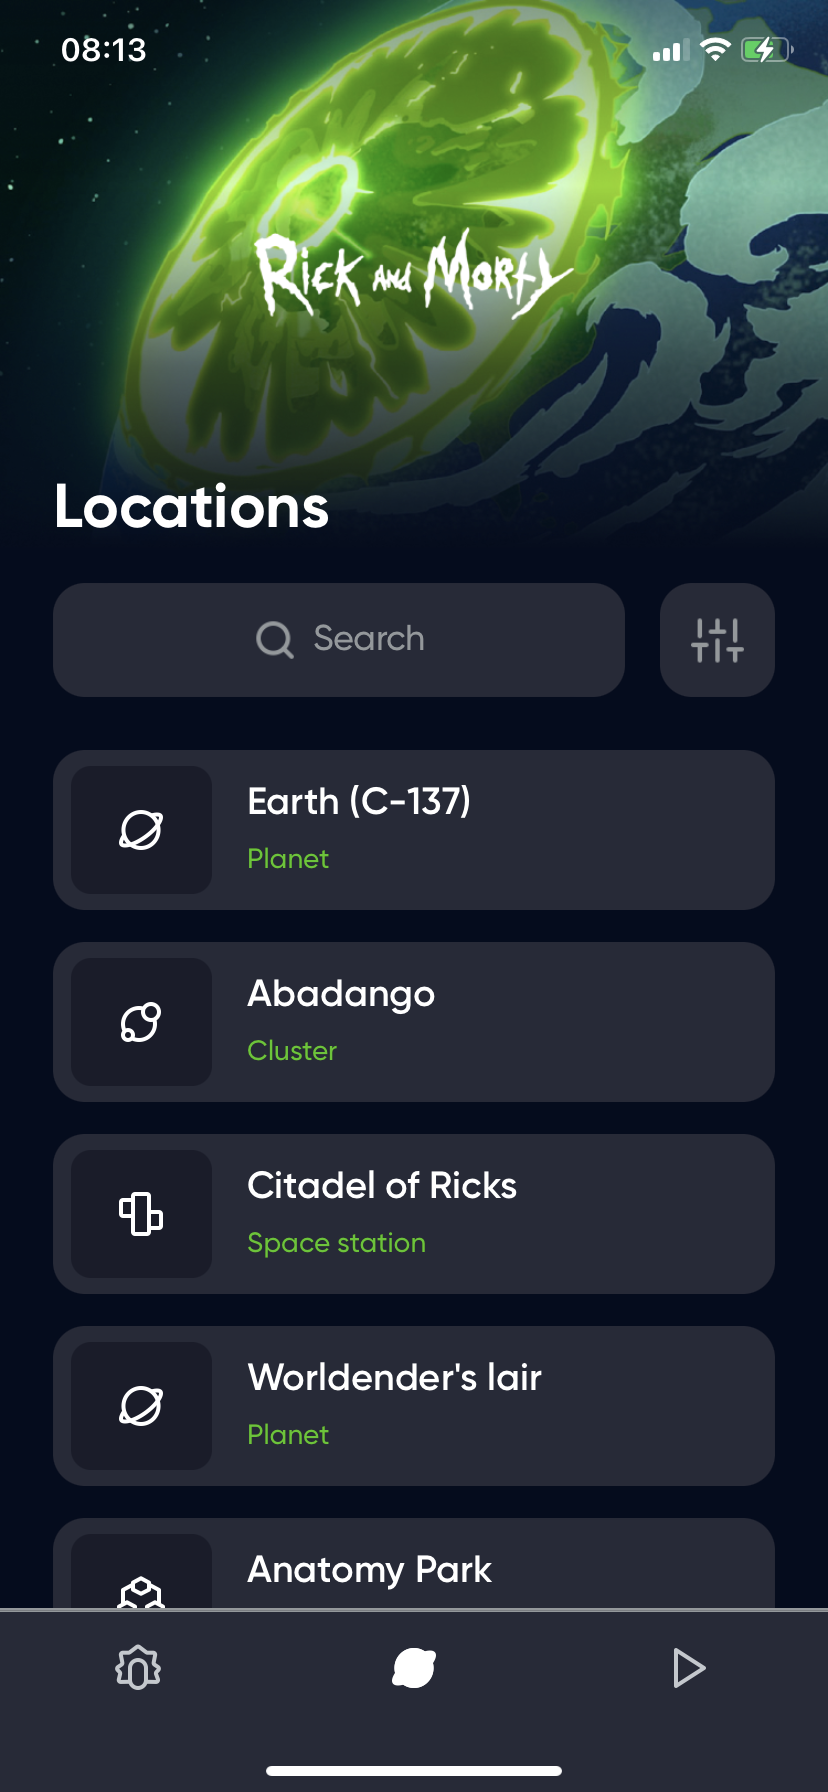 08:13
Rick and Morty
Locations
Search
Earth (C-137)
Planet
Abadango
Cluster
Citadel of Ricks
Space station
Worldender's lair
Planet
Anatomy Park